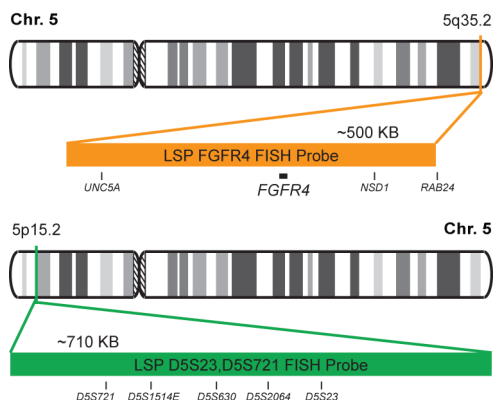 Chr. 5 5q35.2
~500 KB
LSP FGFR4 FISH Probe
UNC5A FGFR4 NSD1 RAB24
5p15.2 Chr. 5
~710 KB
LSP D5S23,D5S721 FISH Probe
D5S721 D5S1514E D5S630 D5S2064 D5S23